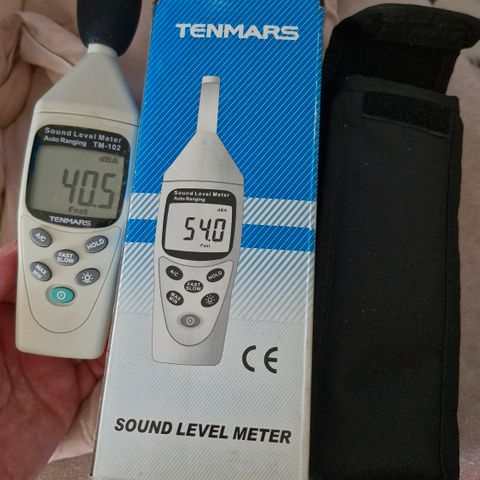 Sound Level Meter
Auto Ranging TM-102
dBA
40.5
Fast
TENMARS
A/C
FAST
SLOW
HOLD
MAX
MIN
TENMARS
Sound Level Meter
Auto Ranging
dBA
54.0
Fast
A/C
FAST
SLOW
HOLD
MAX
MIN
CE
SOUND LEVEL METER